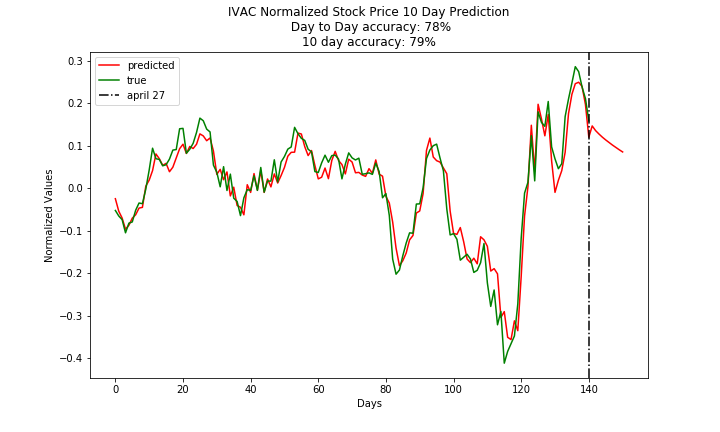 IVAC Normalized Stock Price 10 Day Prediction
Day to Day accuracy: 78%
10 day accuracy: 79%
predicted
true
april 27
Normalized Values
0.3
0.2
0.1
0.0
−0.1
−0.2
−0.3
−0.4
0 20 40 60 80 100 120 140
Days